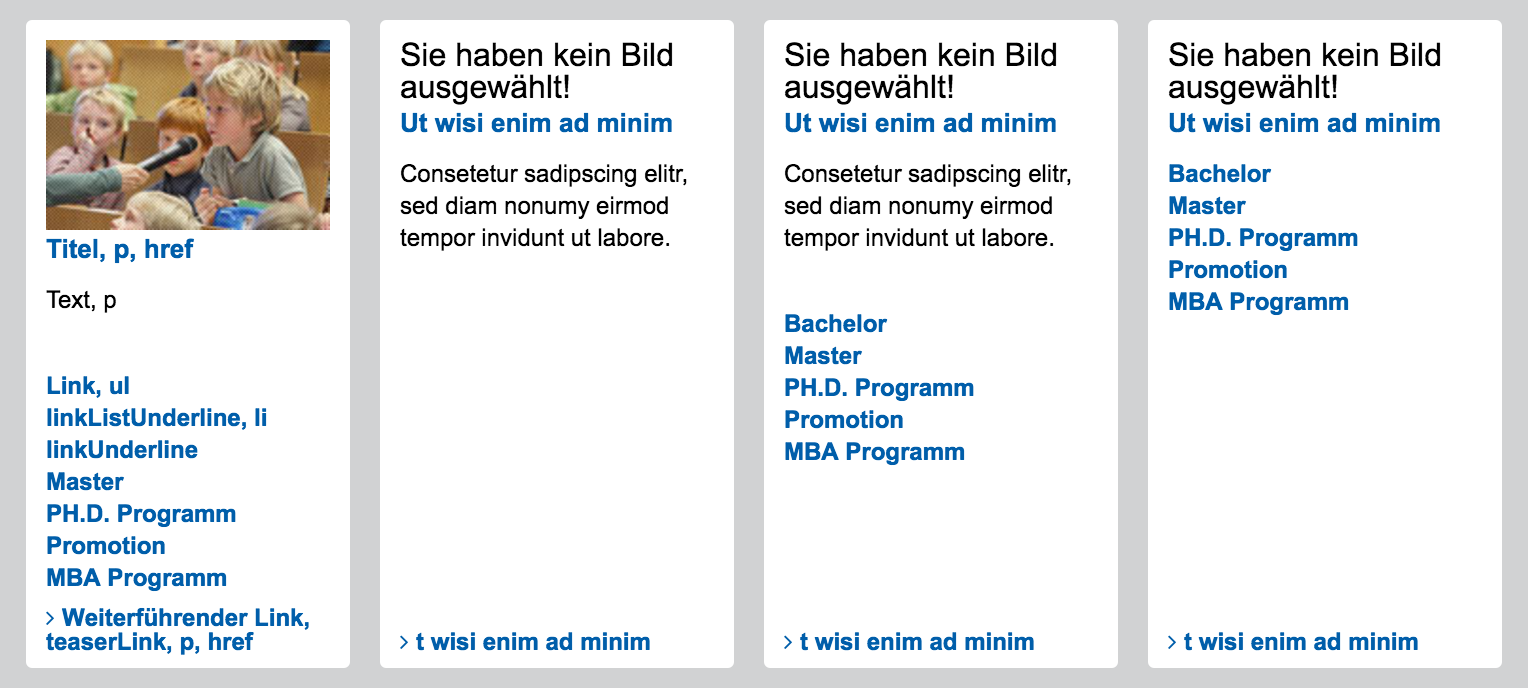 Titel, p, href
Text, p
Link, ul
linkListUnderline, li
linkUnderline
Master
PH.D. Programm
Promotion
MBA Programm
> Weiterführender Link,
teaserLink, p, href
Sie haben kein Bild
ausgewählt!
Ut wisi enim ad minim
Consetetur sadipscing elitr,
sed diam nonumy eirmod
tempor invidunt ut labore.
> t wisi enim ad minim
Sie haben kein Bild
ausgewählt!
Ut wisi enim ad minim
Consetetur sadipscing elitr,
sed diam nonumy eirmod
tempor invidunt ut labore.
Bachelor
Master
PH.D. Programm
Promotion
MBA Programm
> t wisi enim ad minim
Sie haben kein Bild
ausgewählt!
Ut wisi enim ad minim
Bachelor
Master
PH.D. Programm
Promotion
MBA Programm
> t wisi enim ad minim